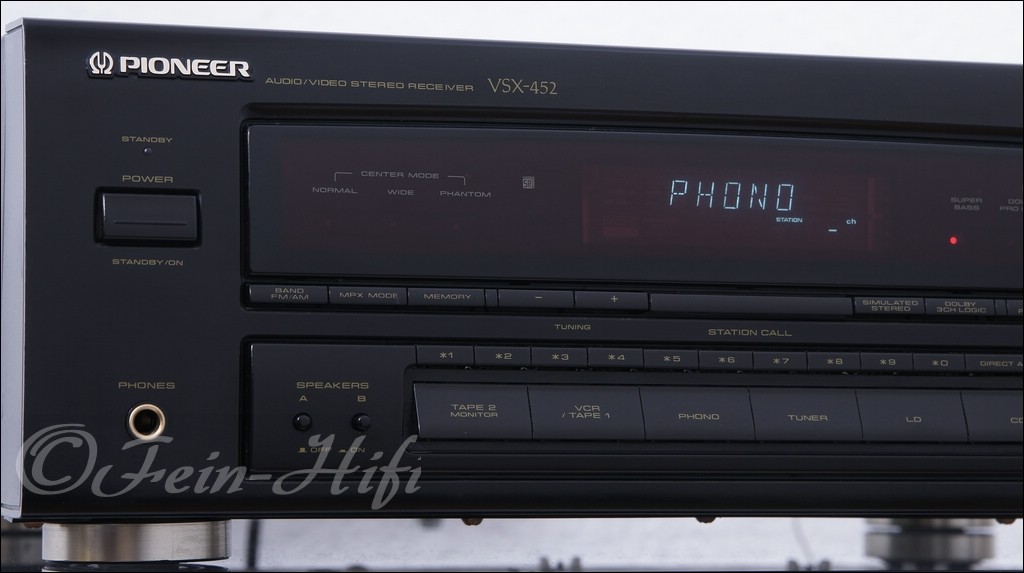 PIONEER AUDIO/VIDEO STEREO RECEIVER VSX-452
STANDBY
POWER
STANDBY/ON
CENTER MODE
NORMAL WIDE PHANTOM
PHONO
STATION
ch
SUPER
BASS
BAND
FM/AM
MPX MODE
MEMORY
− +
SIMULATED
STEREO
DOLBY
3CH LOGIC
TUNING
STATION CALL
*1 *2 *3 *4 *5 *6 *7 *8 *9 *0 DIRECT A
PHONES
SPEAKERS
A B
OFF ON
TAPE 2
MONITOR
VCR
/ TAPE 1
PHONO
TUNER
LD
©Fein-Hifi